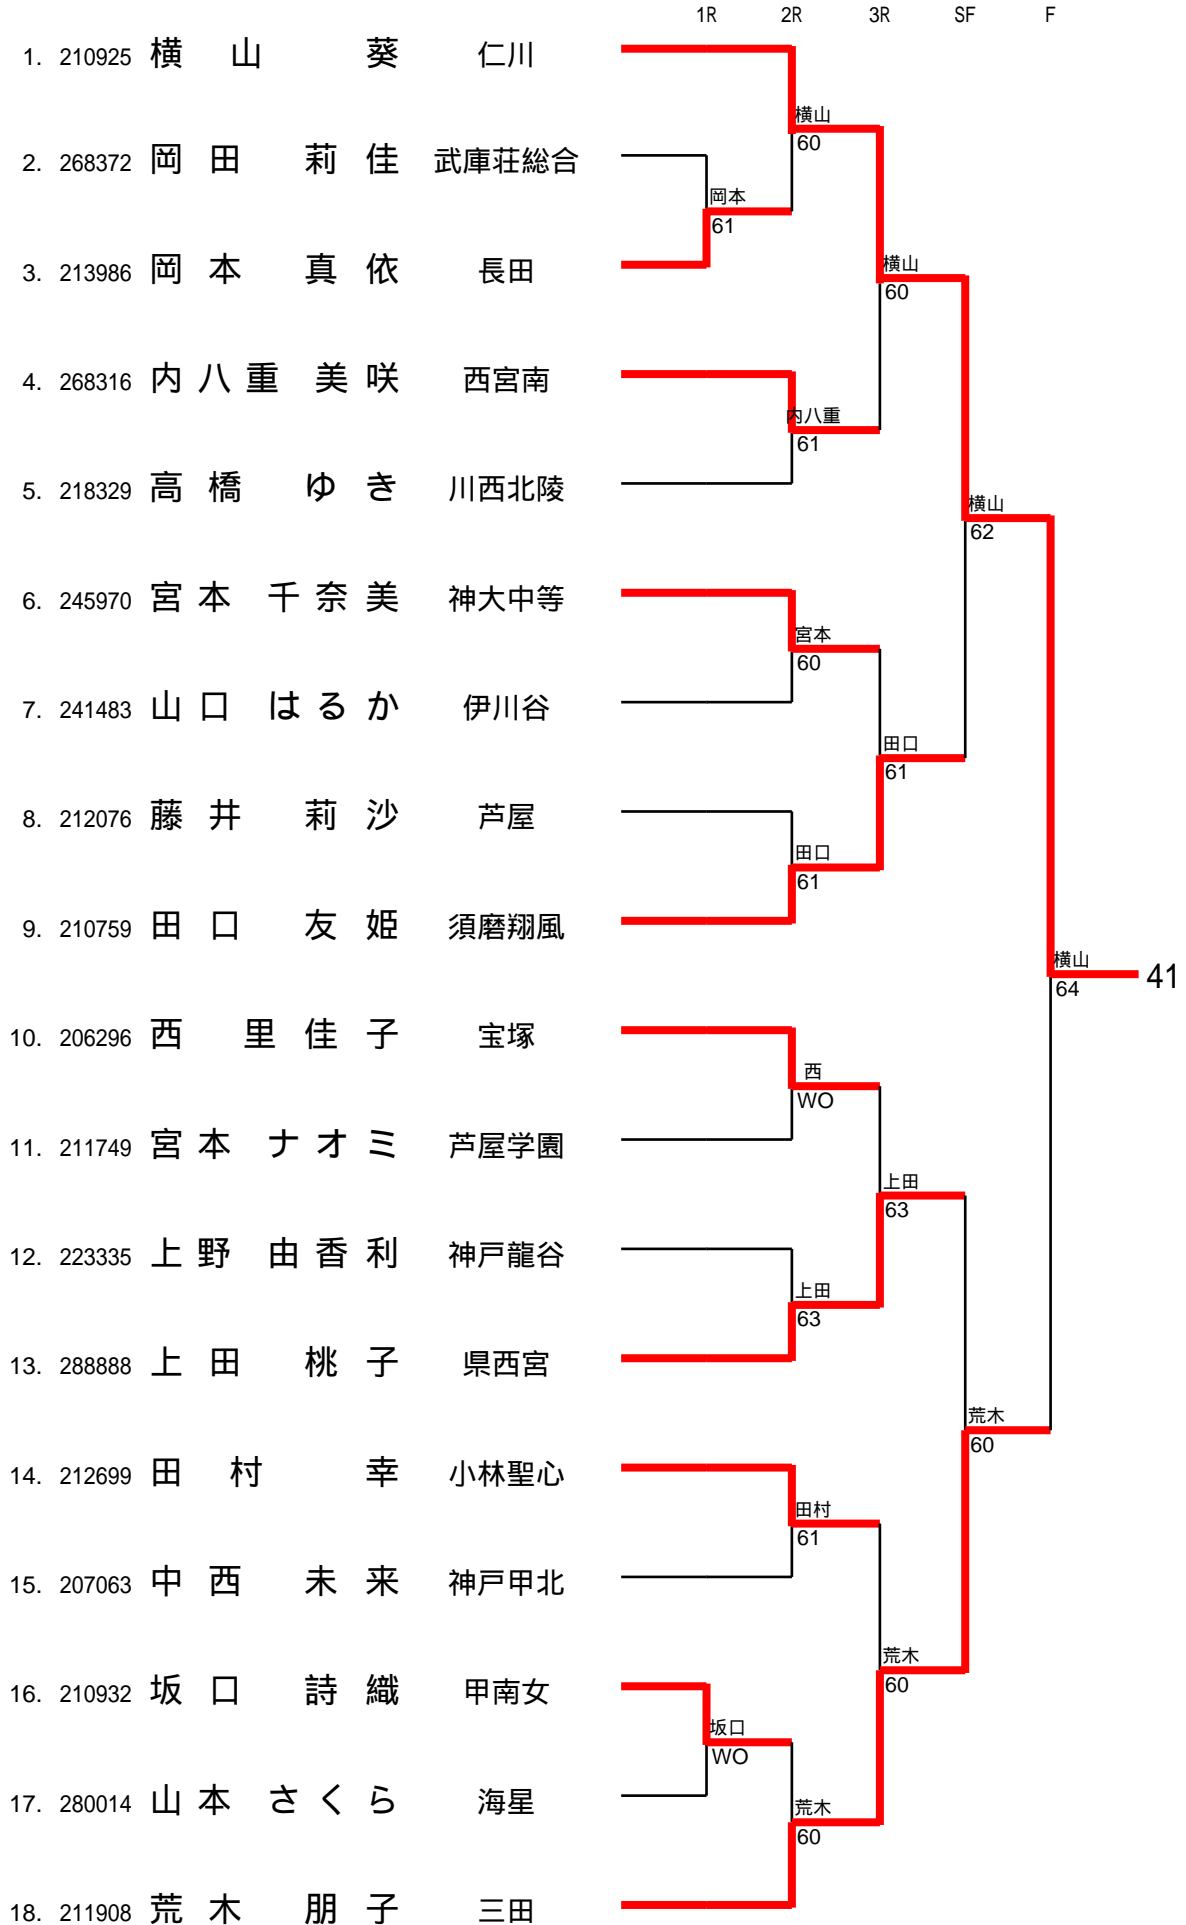 1R 2R 3R SF F
1. 210925 横山 葵 仁川
横山
60
2. 268372 岡田 莉佳 武庫荘総合
岡本
61
3. 213986 岡本 真依 長田
横山
60
4. 268316 内八重 美咲 西宮南
内八重
61
5. 218329 高橋 ゆき 川西北陵
横山
62
6. 245970 宮本 千奈美 神大中等
宮本
60
7. 241483 山口 はるか 伊川谷
田口
61
8. 212076 藤井 莉沙 芦屋
田口
61
9. 210759 田口 友姫 須磨翔風
横山
64
41
10. 206296 西 里佳子 宝塚
西
WO
11. 211749 宮本 ナオミ 芦屋学園
上田
63
12. 223335 上野 由香利 神戸龍谷
上田
63
13. 288888 上田 桃子 県西宮
荒木
60
14. 212699 田村 幸 小林聖心
田村
61
15. 207063 中西 未来 神戸甲北
荒木
60
16. 210932 坂口 詩織 甲南女
坂口
WO
17. 280014 山本 さくら 海星
荒木
60
18. 211908 荒木 朋子 三田